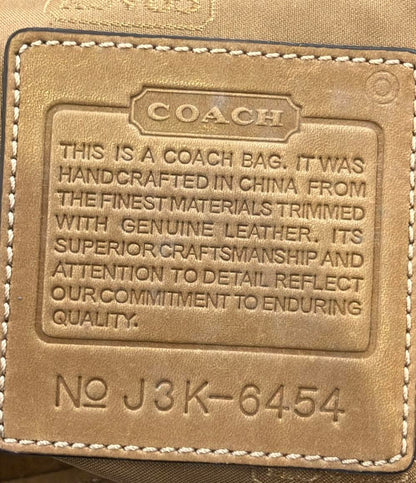 COACH
©
THIS IS A COACH BAG. IT WAS
HANDCRAFTED IN CHINA FROM
THE FINEST MATERIALS TRIMMED
WITH GENUINE LEATHER. ITS
SUPERIOR CRAFTSMANSHIP AND
ATTENTION TO DETAIL REFLECT
OUR COMMITMENT TO ENDURING
QUALITY.
No J3K-6454